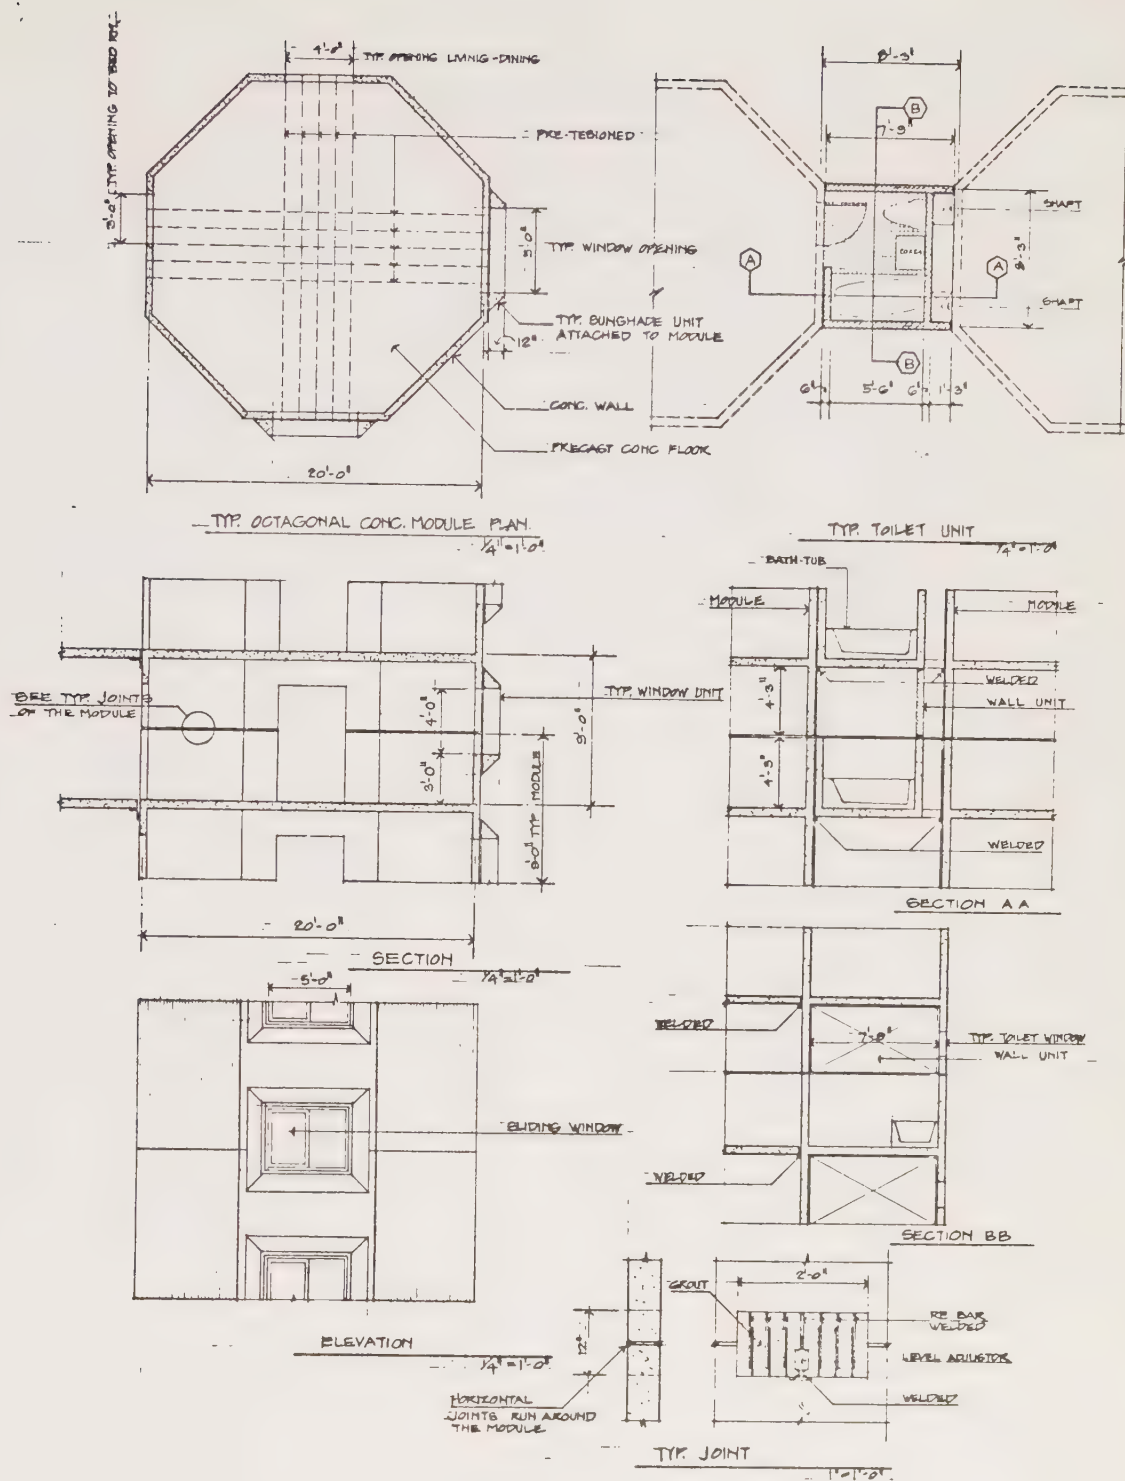 4'-0"
TYP. OPENING LIVNIG-DINING
TYP. OPENING TO BED RM.
3'-0"
PRE-TESIONED
5'-0"
TYP. WINDOW OPENING
TYP. SUNSHADE UNIT
ATTACHED TO MODULE
12"
CONC. WALL
PRECAST CONC FLOOR
20'-0"
TYP. OCTAGONAL CONC. MODULE PLAN.
1/4"=1'-0"
8'-3"
B
7'-9"
SHAFT
A
A
8'-3"
SHAFT
B
6"
5'-6"
6"
1'-3"
TYP. TOILET UNIT
1/4"=1'-0"
SEE TYP. JOINTS
OF THE MODULE
TYP. WINDOW UNIT
4'-0"
3'-0"
9'-0"
9'-0" TYP MODULE
20'-0"
SECTION
1/4"=1'-0"
BATH-TUB
MODULE
MODULE
WELDED
WALL UNIT
4'-3"
4'-3"
WELDED
SECTION AA
5'-0"
SLIDING WINDOW
ELEVATION
1/4"=1'-0"
WELDED
7'-8"
TYP. TOILET WINDOW
WALL UNIT
WELDED
SECTION BB
GROUT
2'-0"
RE BAR
WELDED
LEVEL ADJUSTOR
WELDED
12"
HORIZONTAL
JOINTS RUN AROUND
THE MODULE
TYP. JOINT
1"=1'-0"